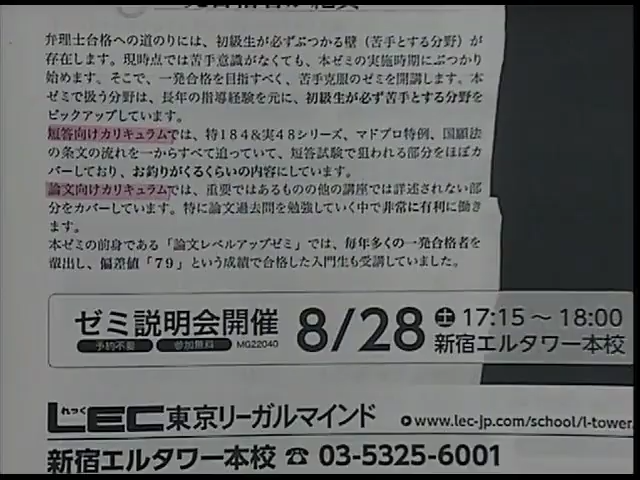 弁理士合格への道のりには、初級生が必ずぶつかる壁(苦手とする分野)が
存在します。現時点では苦手意識がなくても、本ゼミの実施時期にぶつかり
始めます。そこで、一発合格を目指すべく、苦手克服のゼミを開講します。本
ゼミで扱う分野は、長年の指導経験を元に、初級生が必ず苦手とする分野を
ピックアップしています。
短答向けカリキュラムでは、特184&実48シリーズ、マドプロ特例、国願法
の条文の流れを一からすべて追っていて、短答試験で狙われる部分をほぼカ
バーしており、お釣りがくるくらいの内容にしています。
論文向けカリキュラムでは、重要ではあるものの他の講座では詳述されない部
分をカバーしています。特に論文過去問を勉強していく中で非常に有利に働き
ます。
本ゼミの前身である「論文レベルアップゼミ」では、毎年多くの一発合格者を
輩出し、偏差値「79」という成績で合格した入門生も受講していました。
ゼミ説明会開催 8/28 土 17:15~18:00
予約不要 参加無料 MG22040 新宿エルタワー本校
れっく LEC東京リーガルマインド www.lec-jp.com/school/l-tower
新宿エルタワー本校 ☎ 03-5325-6001